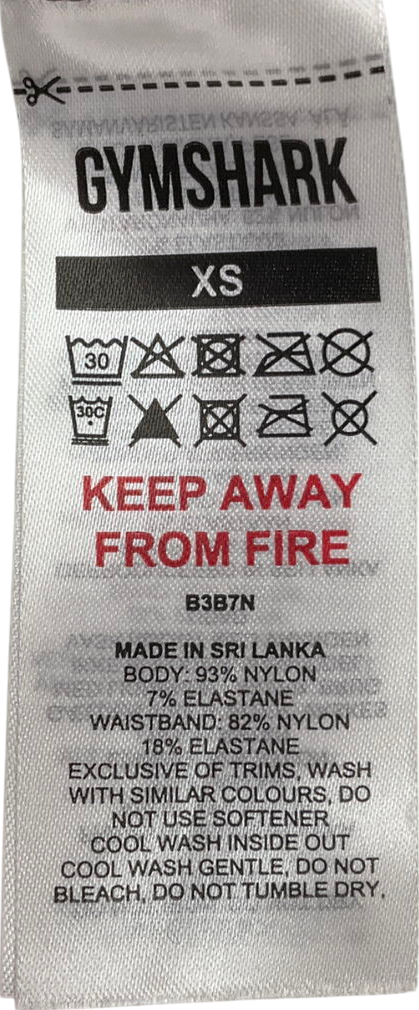 GYMSHARK
XS
30
30C
KEEP AWAY
FROM FIRE
B3B7N
MADE IN SRI LANKA
BODY: 93% NYLON
7% ELASTANE
WAISTBAND: 82% NYLON
18% ELASTANE
EXCLUSIVE OF TRIMS, WASH
WITH SIMILAR COLOURS, DO
NOT USE SOFTENER
COOL WASH INSIDE OUT
COOL WASH GENTLE, DO NOT
BLEACH, DO NOT TUMBLE DRY,